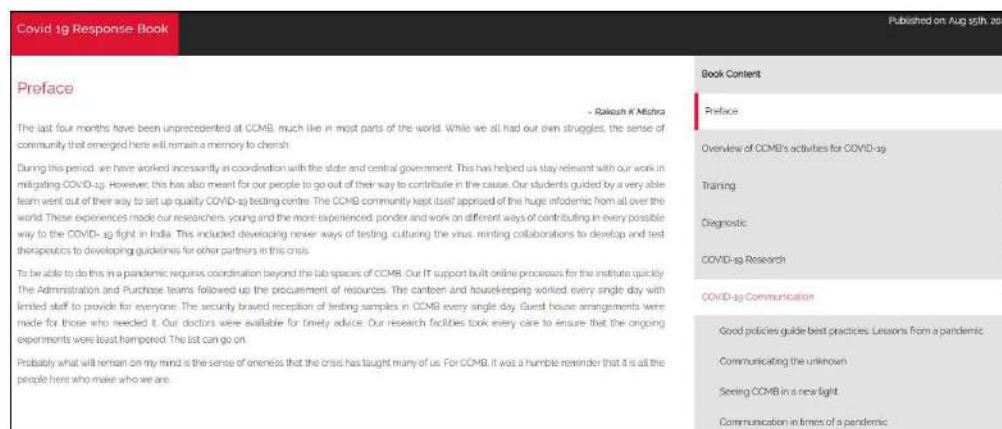 Covid 19 Response Book
Published on: Aug 15th, 20
Preface
- Rakesh K Mishra
The last four months have been unprecedented at CCMB, much like in most parts of the world. While we all had our own struggles, the sense of
community that emerged here will remain a memory to cherish.
During this period, we have worked incessantly in coordination with the state and central government. This has helped us stay relevant with our work in
mitigating COVID-19. However, this has also meant for our people to go out of their way to contribute in the cause. Our students guided by a very able
team went out of their way to set up quality COVID-19 testing centre. The CCMB community kept itself apprised of the huge infodemic from all over the
world. These experiences made our researchers, young and the more experienced, ponder and work on different ways of contributing in every possible
way to the COVID- 19 fight in India. This included developing newer ways of testing, culturing the virus, minting collaborations to develop and test
therapeutics to developing guidelines for other partners in this crisis.
To be able to do this in a pandemic requires coordination beyond the lab spaces of CCMB. Our IT support built online processes for the institute quickly.
The Administration and Purchase teams followed up the procurement of resources. The canteen and housekeeping worked every single day with
limited staff to provide for everyone. The security braved reception of testing samples in CCMB every single day. Guest house arrangements were
made for those who needed it. Our doctors were available for timely advice. Our research facilities took every care to ensure that the ongoing
experiments were least hampered. The list can go on.
Probably what will remain on my mind is the sense of oneness that the crisis has taught many of us. For CCMB, it was a humble reminder that it is all the
people here who make who we are.
Book Content
Preface
Overview of CCMB's activities for COVID-19
Training
Diagnostic
COVID-19 Research
COVID-19 Communication
Good policies guide best practices: Lessons from a pandemic
Communicating the unknown
Seeing CCMB in a new light
Communication in times of a pandemic